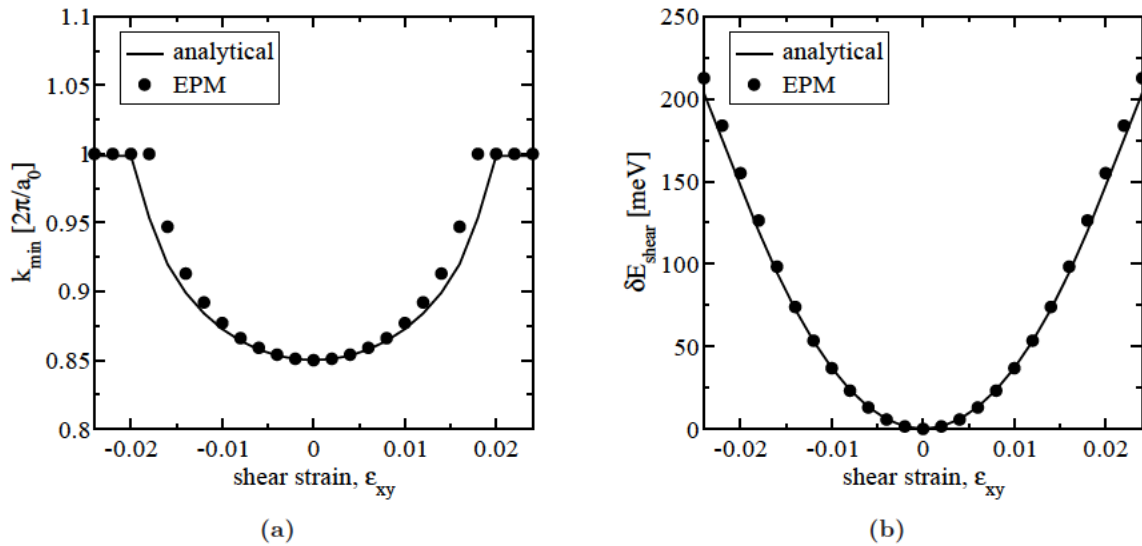 1.1
1.05
1
0.95
0.9
0.85
0.8
k_min [2π/a_0]
analytical
EPM
-0.02 -0.01 0 0.01 0.02
shear strain, ε_xy
(a)
250
200
150
100
50
0
δE_shear [meV]
analytical
EPM
-0.02 -0.01 0 0.01 0.02
shear strain, ε_xy
(b)